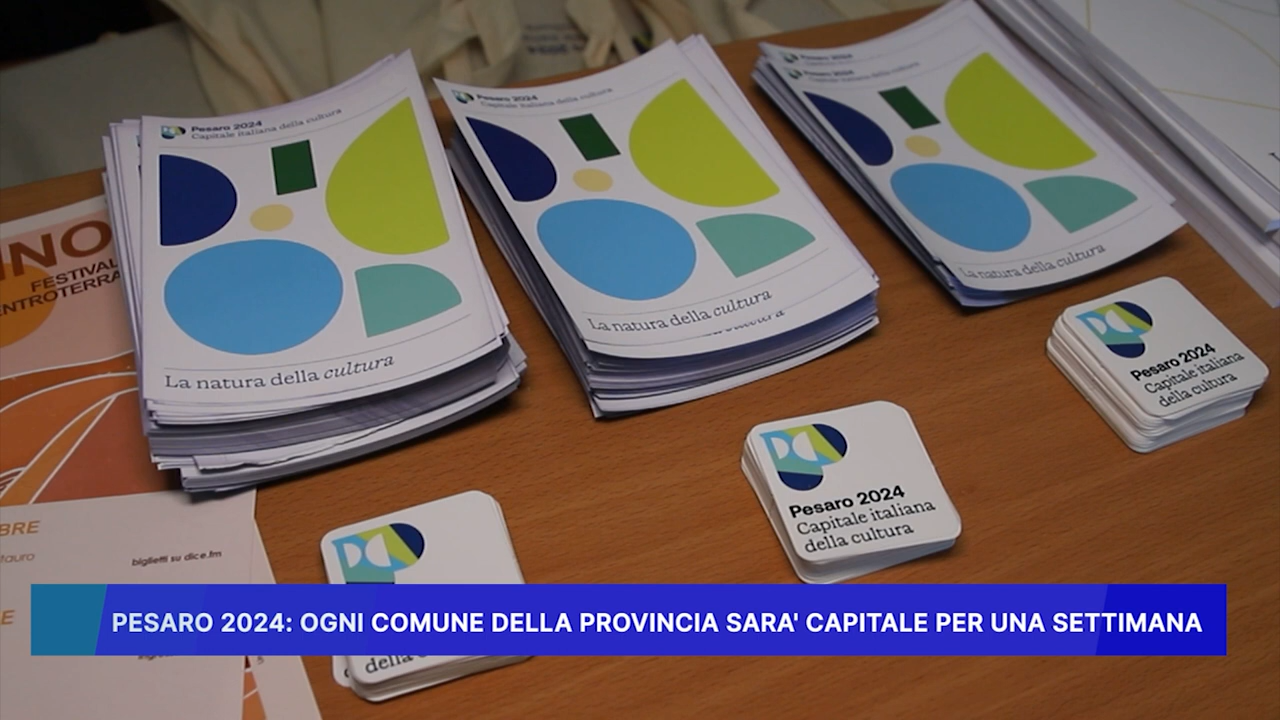 Pesaro 2024
Capitale italiana della cultura
La natura della cultura
Pesaro 2024
Capitale italiana della cultura
La natura della cultura
Pesaro 2024
Pesaro 2024
Capitale italiana della cultura
La natura della cultura
FESTIVAL
biglietti su dice.fm
Pesaro 2024
Capitale italiana
della cultura
Pesaro 2024
Capitale italiana
della cultura
PESARO 2024: OGNI COMUNE DELLA PROVINCIA SARA' CAPITALE PER UNA SETTIMANA